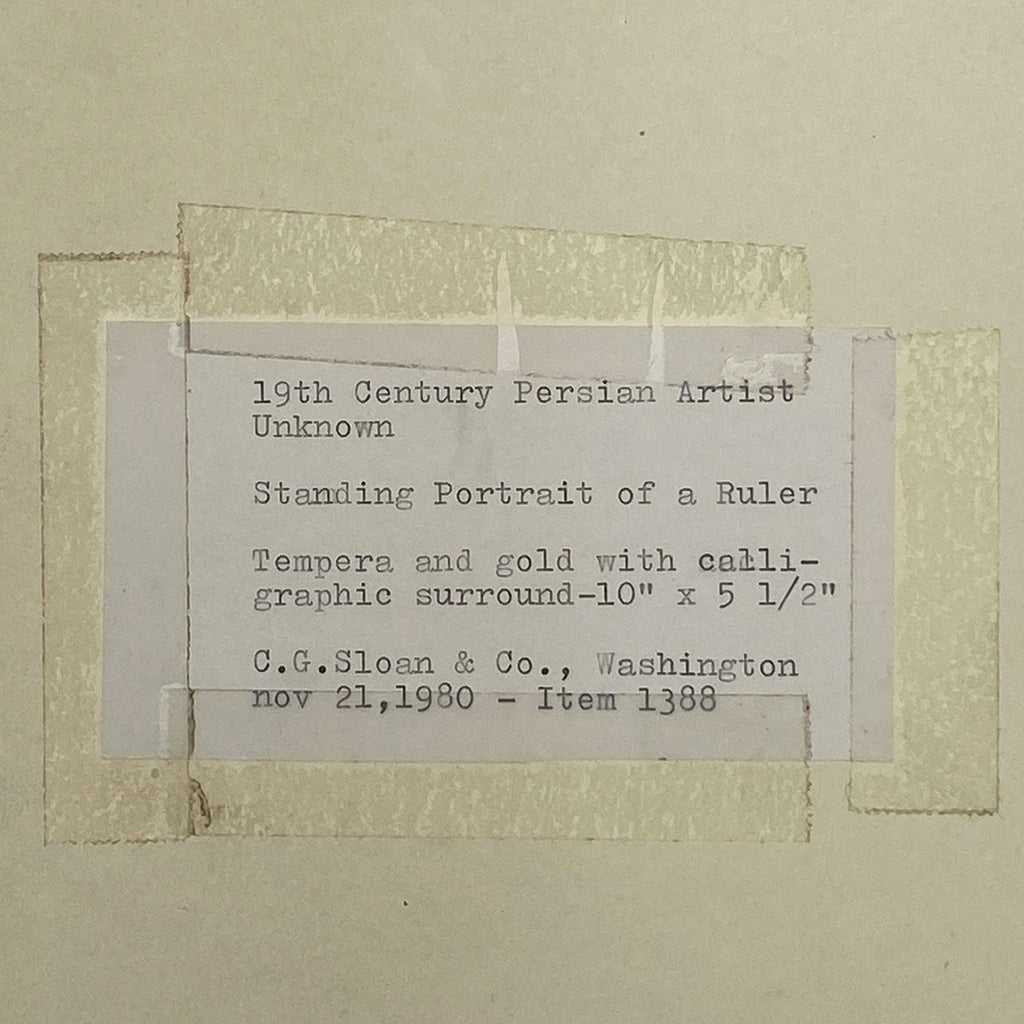 19th Century Persian Artist
Unknown
Standing Portrait of a Ruler
Tempera and gold with calli-
graphic surround-10" x 5 1/2"
C.G.Sloan & Co., Washington
nov 21,1980 - Item 1388